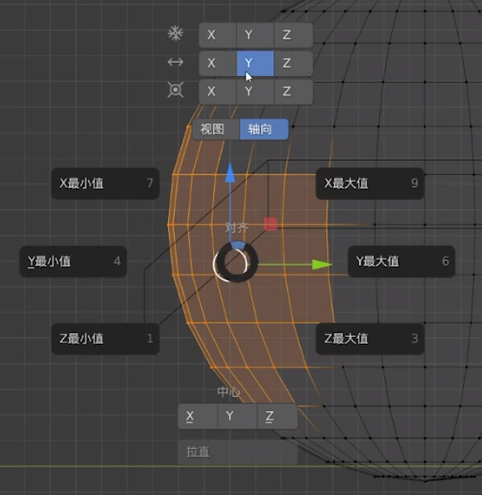 X Y Z
X Y Z
X Y Z
视图 轴向
X最小值 7
X最大值 9
对齐
Y最小值 4
Y最大值 6
Z最小值 1
Z最大值 3
中心
X Y Z
拉直